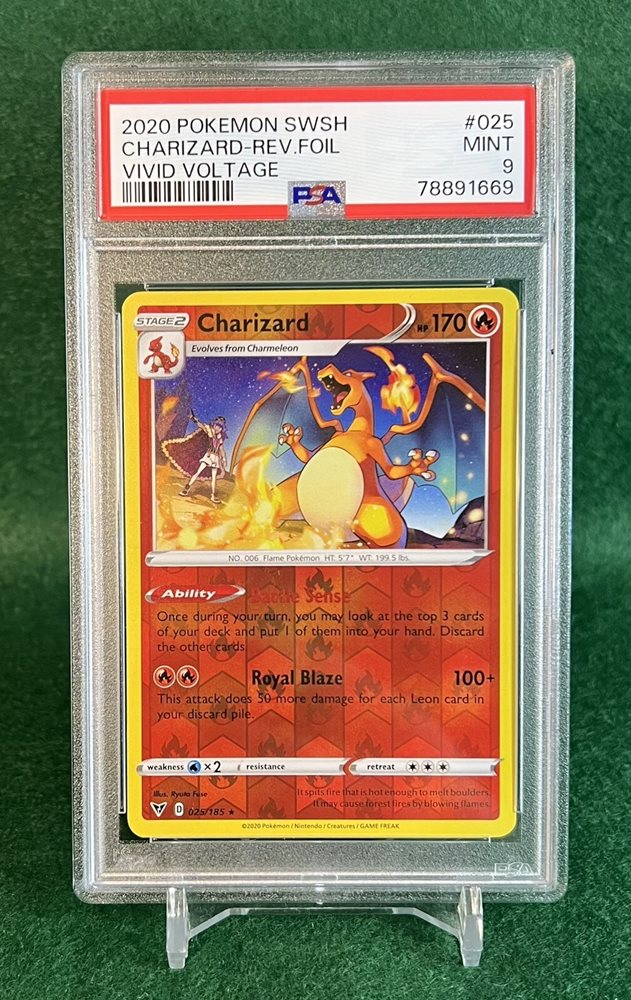 2020 POKEMON SWSH #025
CHARIZARD-REV.FOIL MINT
VIVID VOLTAGE 9
PSA 78891669
STAGE 2 Charizard HP 170
Evolves from Charmeleon
NO. 006 Flame Pokémon HT: 5'7" WT: 199.5 lbs.
Ability Battle Sense
Once during your turn, you may look at the top 3 cards
of your deck and put 1 of them into your hand. Discard
the other cards.
Royal Blaze 100+
This attack does 50 more damage for each Leon card in
your discard pile.
weakness ×2 resistance retreat
Illus. Ryuta Fuse
It spits fire that is hot enough to melt boulders.
It may cause forest fires by blowing flames.
D 025/185 ★
©2020 Pokémon / Nintendo / Creatures / GAME FREAK
PSA